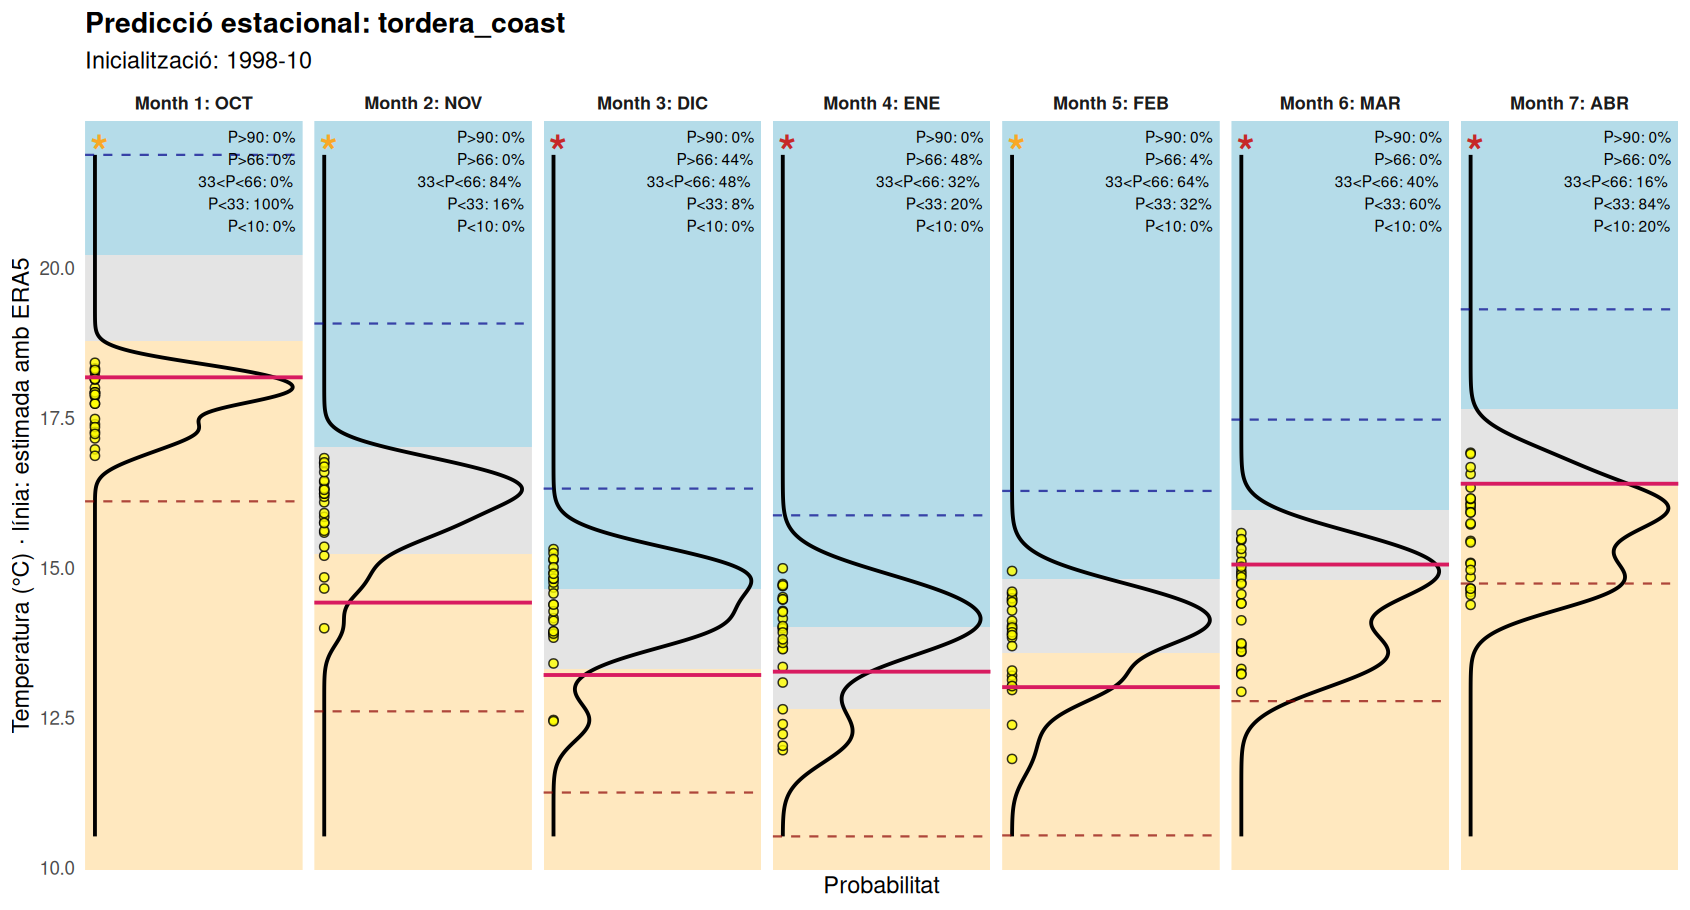 Predicció estacional: tordera_coast
Inicialització: 1998-10
Month 1: OCT
P>90: 0%
P>66: 0%
33<P<66: 0%
P<33: 100%
P<10: 0%
Month 2: NOV
P>90: 0%
P>66: 0%
33<P<66: 84%
P<33: 16%
P<10: 0%
Month 3: DIC
P>90: 0%
P>66: 44%
33<P<66: 48%
P<33: 8%
P<10: 0%
Month 4: ENE
P>90: 0%
P>66: 48%
33<P<66: 32%
P<33: 20%
P<10: 0%
Month 5: FEB
P>90: 0%
P>66: 4%
33<P<66: 64%
P<33: 32%
P<10: 0%
Month 6: MAR
P>90: 0%
P>66: 0%
33<P<66: 40%
P<33: 60%
P<10: 0%
Month 7: ABR
P>90: 0%
P>66: 0%
33<P<66: 16%
P<33: 84%
P<10: 20%
Temperatura (°C) · línia: estimada amb ERA5
20.0
17.5
15.0
12.5
10.0
Probabilitat